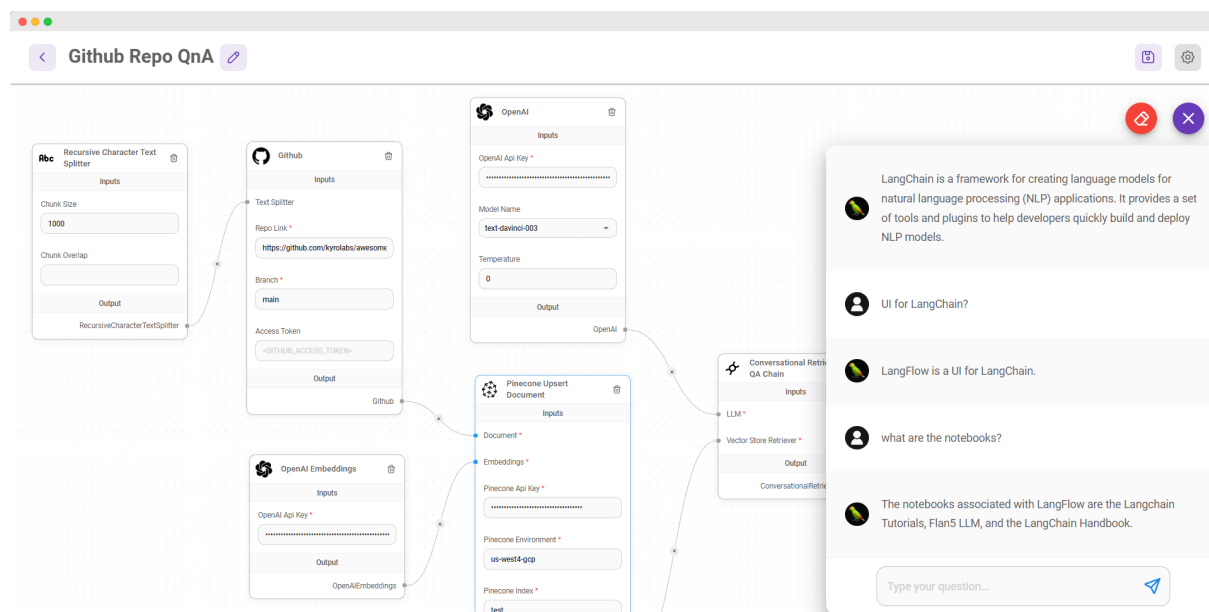 Github Repo QnA
Abc
Recursive Character Text
Splitter
Inputs
Chunk Size
1000
Chunk Overlap
Output
RecursiveCharacterTextSplitter
Github
Inputs
Text Splitter
Repo Link *
https://github.com/kyrolabs/awesome
Branch *
main
Access Token
<GITHUB_ACCESS_TOKEN>
Output
Github
OpenAI Embeddings
Inputs
OpenAI Api Key *
Output
OpenAIEmbeddings
OpenAI
Inputs
OpenAI Api Key *
Model Name
text-davinci-003
Temperature
0
Output
OpenAI
Pinecone Upsert
Document
Inputs
Document *
Embeddings *
Pinecone Api Key *
Pinecone Environment *
us-west4-gcp
Pinecone Index *
test
Conversational Retri
QA Chain
Inputs
LLM *
Vector Store Retriever *
Output
ConversationalRetrie
LangChain is a framework for creating language models for
natural language processing (NLP) applications. It provides a set
of tools and plugins to help developers quickly build and deploy
NLP models.
UI for LangChain?
LangFlow is a UI for LangChain.
what are the notebooks?
The notebooks associated with LangFlow are the Langchain
Tutorials, Flan5 LLM, and the LangChain Handbook.
Type your question...